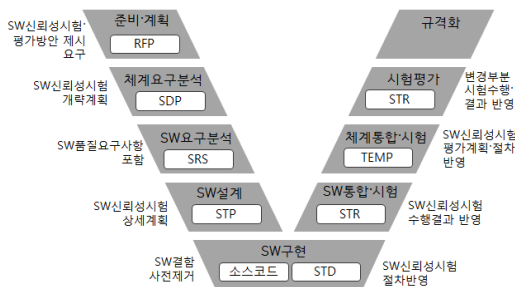 SW신뢰성시험·
평가방안 제시
요구
준비·계획
RFP
규격화
SW신뢰성시험
개략계획
체계요구분석
SDP
시험평가
STR
변경부분
시험수행·
결과 반영
SW품질요구사항
포함
SW요구분석
SRS
체계통합·시험
TEMP
SW신뢰성시험
평가계획·절차
반영
SW신뢰성시험
상세계획
SW설계
STP
SW통합·시험
STR
SW신뢰성시험
수행결과 반영
SW결함
사전제거
SW구현
소스코드
STD
SW신뢰성시험
절차반영